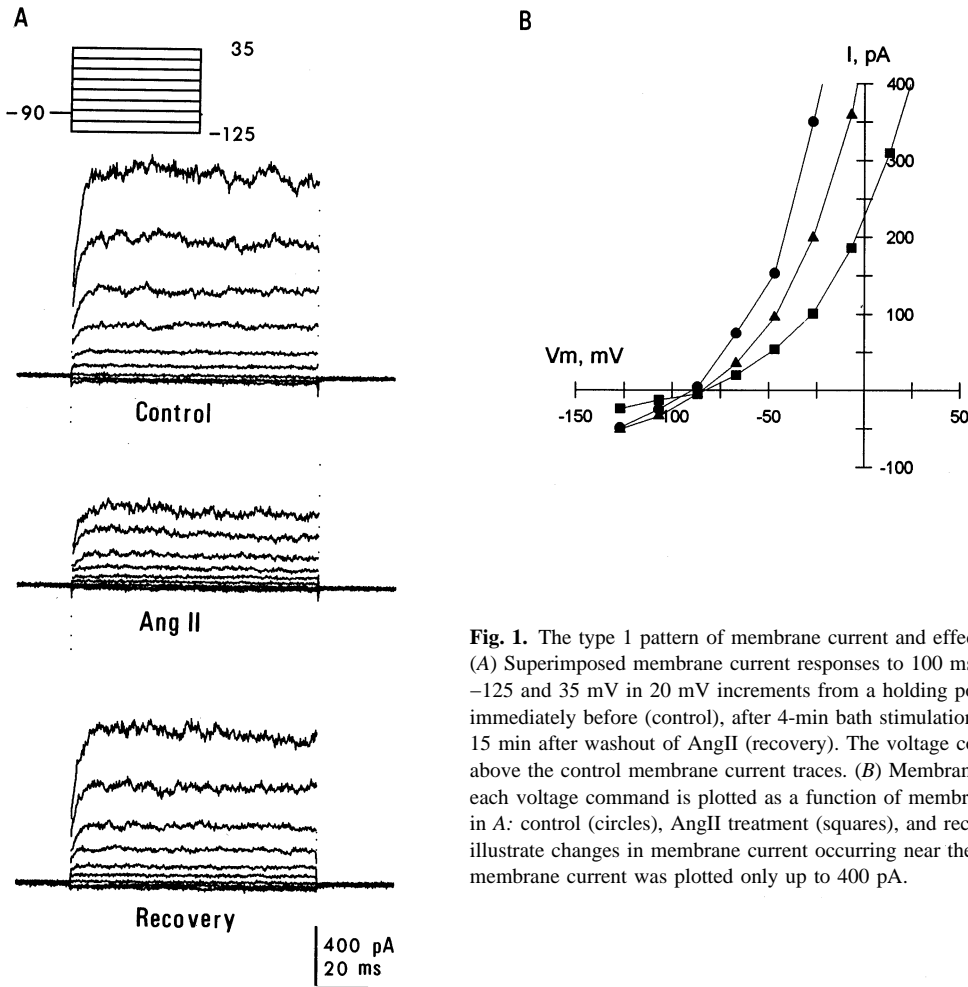 A
35
-90
-125
Control
Ang II
Recovery
400 pA
20 ms
B
I, pA
400
300
200
100
Vm, mV
-150
-100
-50
50
-100
Fig. 1. The type 1 pattern of membrane current and effec
(A) Superimposed membrane current responses to 100 ms
–125 and 35 mV in 20 mV increments from a holding po
immediately before (control), after 4-min bath stimulation
15 min after washout of AngII (recovery). The voltage co
above the control membrane current traces. (B) Membran
each voltage command is plotted as a function of membr
in A: control (circles), AngII treatment (squares), and reco
illustrate changes in membrane current occurring near the
membrane current was plotted only up to 400 pA.